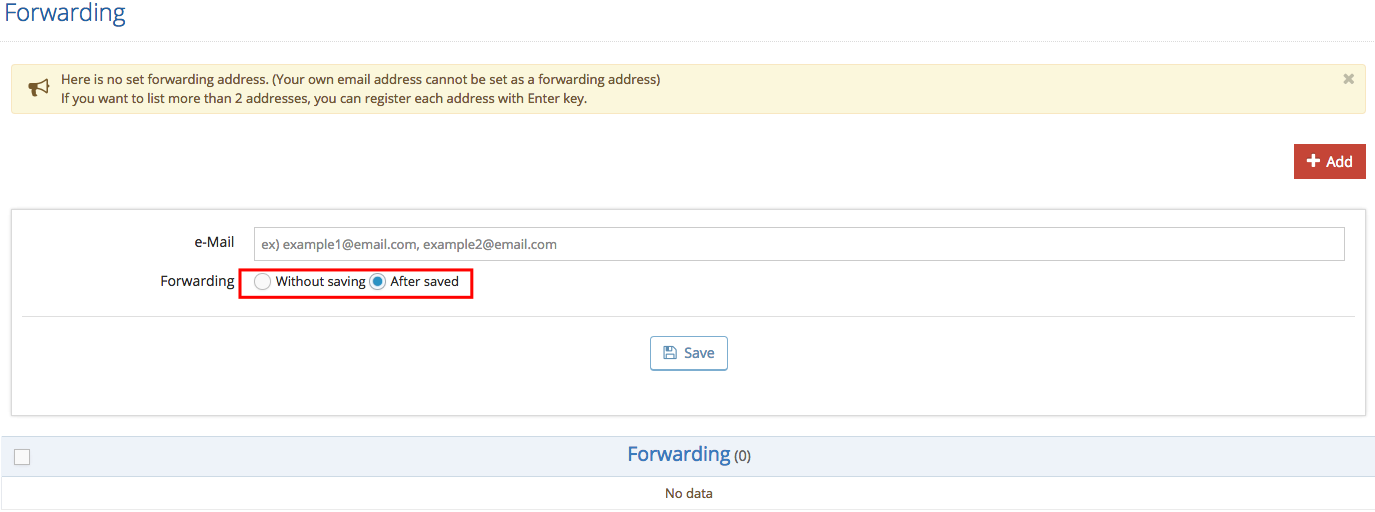 Forwarding
Here is no set forwarding address. (Your own email address cannot be set as a forwarding address)
If you want to list more than 2 addresses, you can register each address with Enter key.
Add
e-Mail
ex) example1@email.com, example2@email.com
Forwarding Without saving After saved
Save
Forwarding (0)
No data